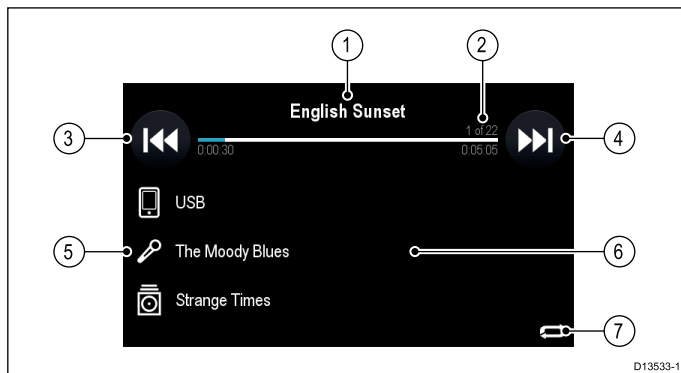 1
2
English Sunset
1 of 22
3
4
0:00:30
0:05:05
USB
5
The Moody Blues
6
Strange Times
7
D13533-1